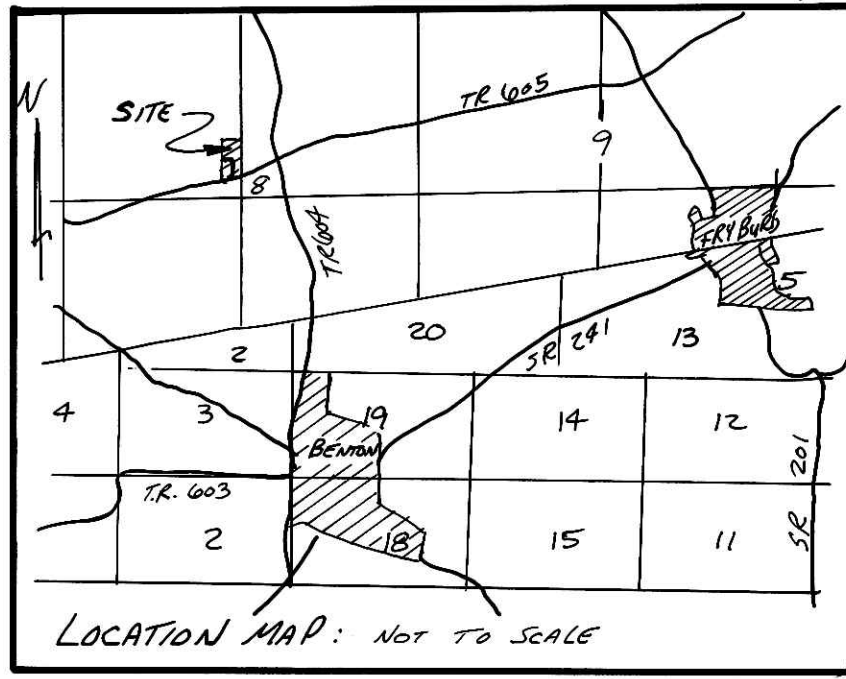 N
SITE
TR 605
9
8
TR 604
FRYBURG
5
2
20
SR 241
13
4
3
19
14
12
BENTON
SR 201
T.R. 603
2
18
15
11
LOCATION MAP: NOT TO SCALE